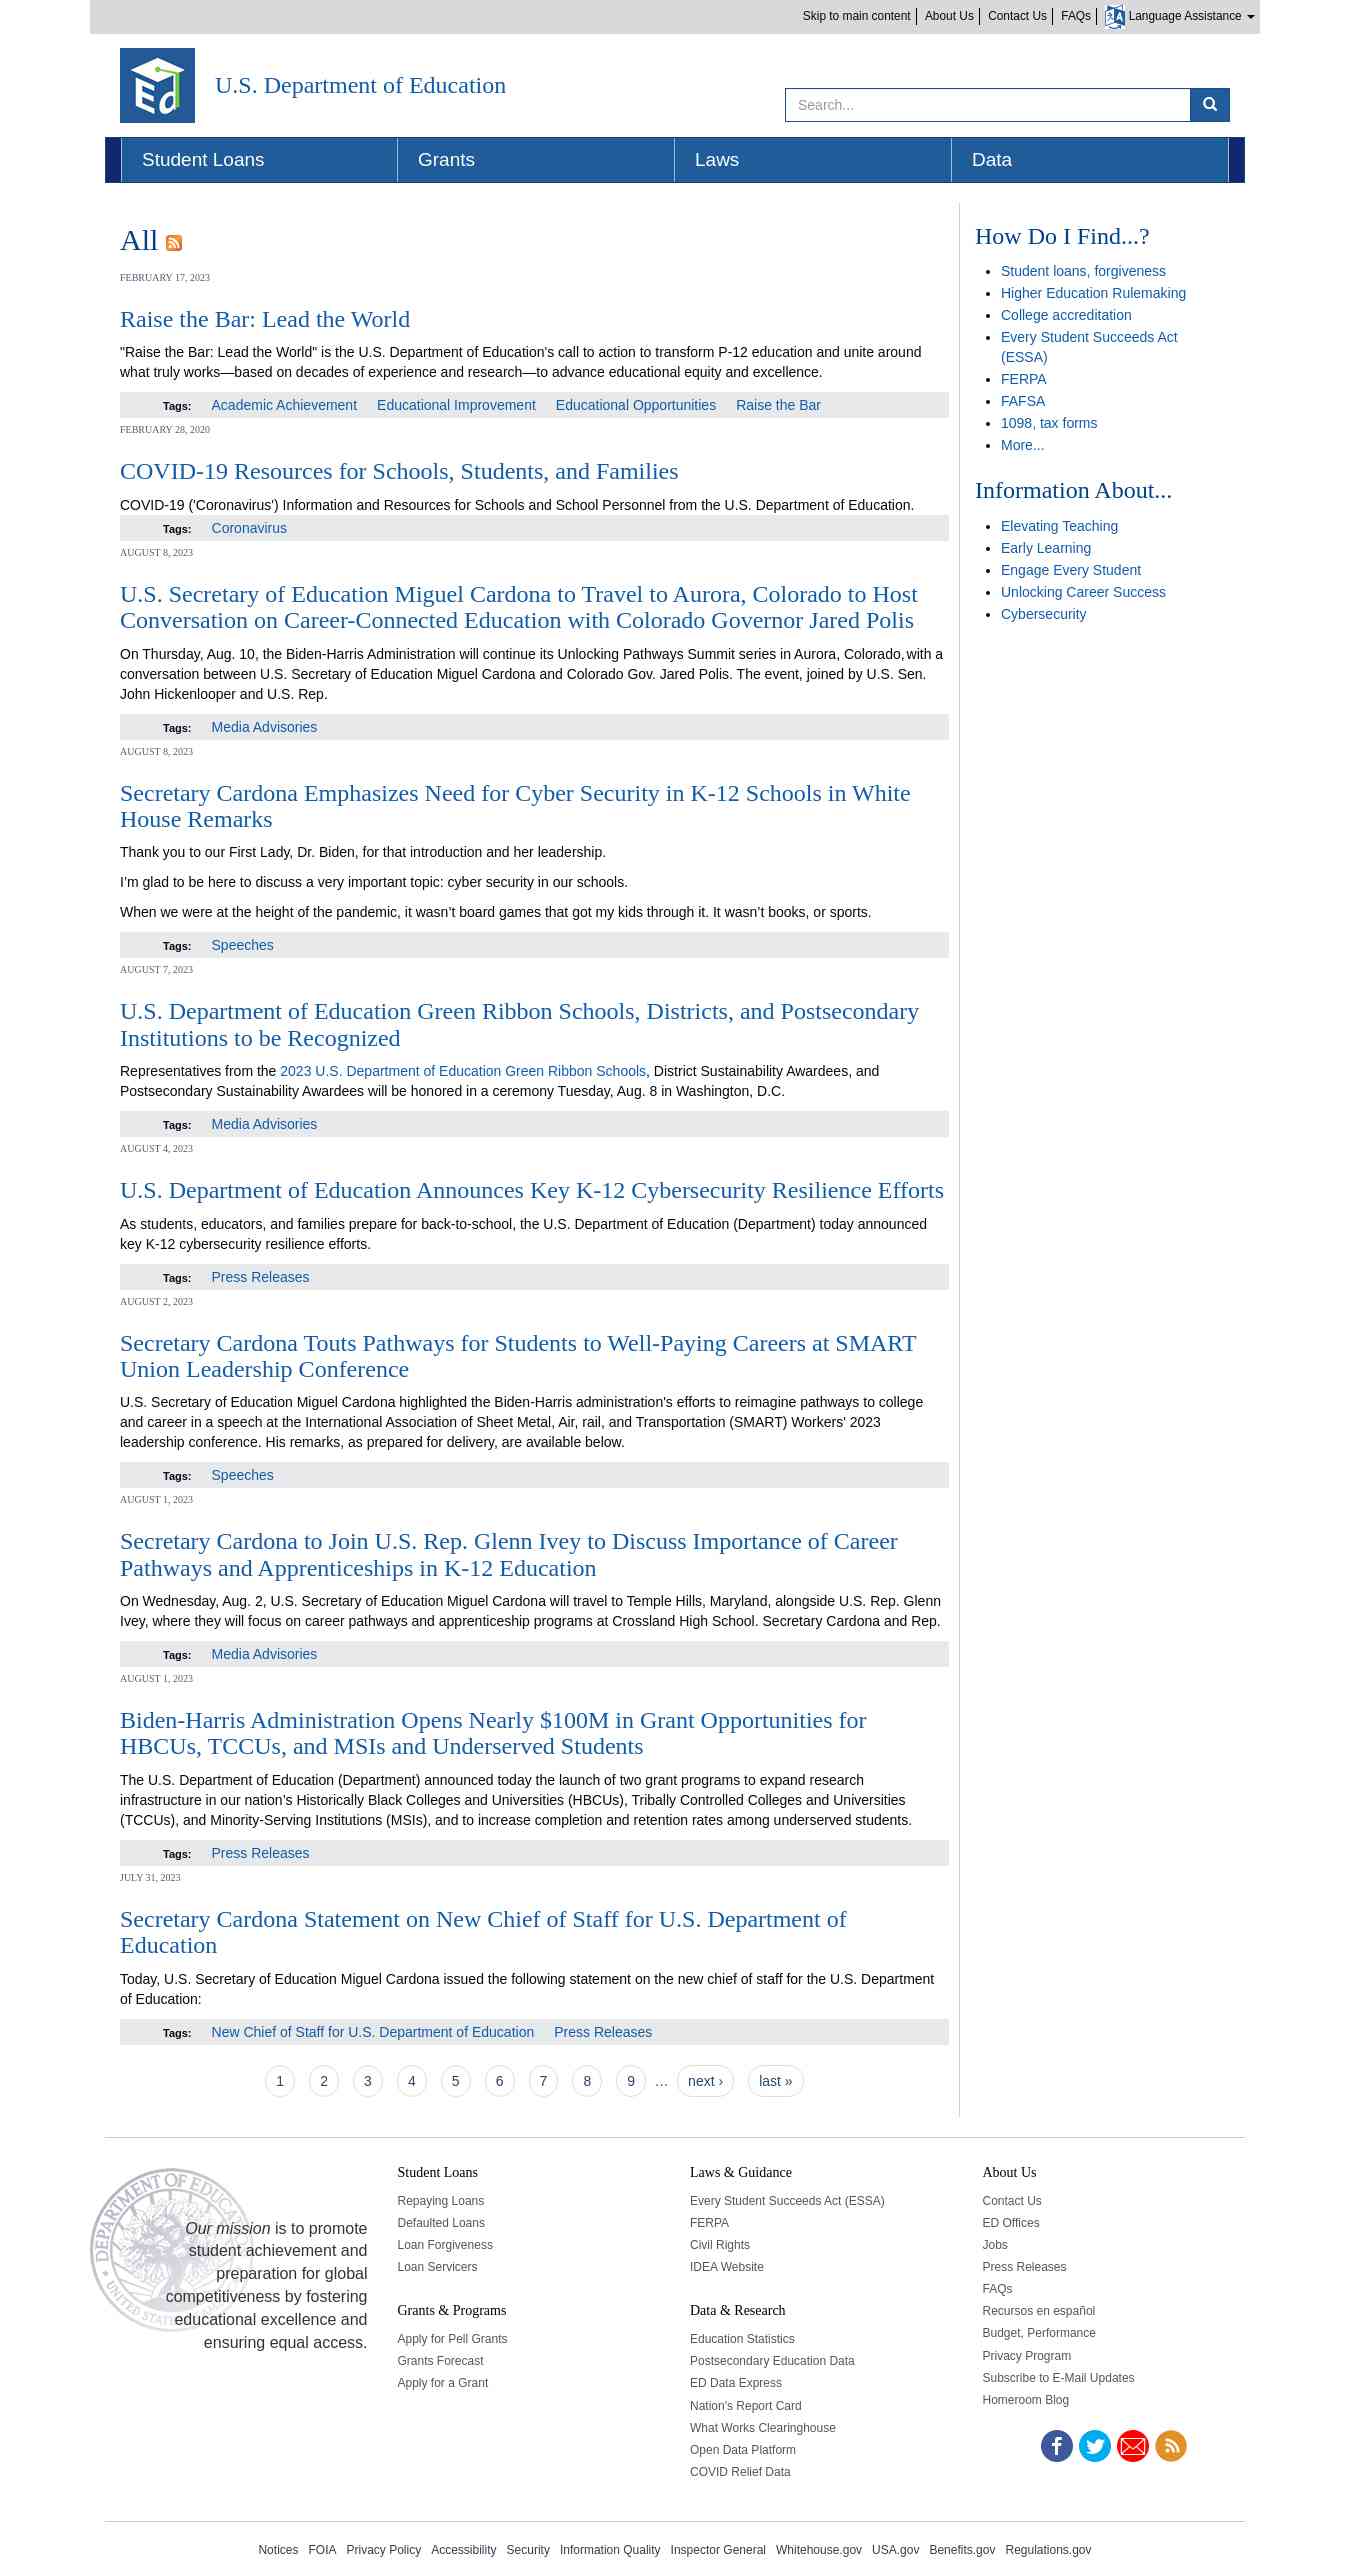 Skip to main content
About Us
Contact Us
FAQs
Language Assistance
Ed
U.S. Department of Education
Search...
Student Loans
Grants
Laws
Data
All
FEBRUARY 17, 2023
Raise the Bar: Lead the World
"Raise the Bar: Lead the World" is the U.S. Department of Education's call to action to transform P-12 education and unite around
what truly works—based on decades of experience and research—to advance educational equity and excellence.
Tags: Academic Achievement Educational Improvement Educational Opportunities Raise the Bar
FEBRUARY 28, 2020
COVID-19 Resources for Schools, Students, and Families
COVID-19 ('Coronavirus') Information and Resources for Schools and School Personnel from the U.S. Department of Education.
Tags: Coronavirus
AUGUST 8, 2023
U.S. Secretary of Education Miguel Cardona to Travel to Aurora, Colorado to Host
Conversation on Career-Connected Education with Colorado Governor Jared Polis
On Thursday, Aug. 10, the Biden-Harris Administration will continue its Unlocking Pathways Summit series in Aurora, Colorado, with a
conversation between U.S. Secretary of Education Miguel Cardona and Colorado Gov. Jared Polis. The event, joined by U.S. Sen.
John Hickenlooper and U.S. Rep.
Tags: Media Advisories
AUGUST 8, 2023
Secretary Cardona Emphasizes Need for Cyber Security in K-12 Schools in White
House Remarks
Thank you to our First Lady, Dr. Biden, for that introduction and her leadership.
I'm glad to be here to discuss a very important topic: cyber security in our schools.
When we were at the height of the pandemic, it wasn't board games that got my kids through it. It wasn't books, or sports.
Tags: Speeches
AUGUST 7, 2023
U.S. Department of Education Green Ribbon Schools, Districts, and Postsecondary
Institutions to be Recognized
Representatives from the 2023 U.S. Department of Education Green Ribbon Schools, District Sustainability Awardees, and
Postsecondary Sustainability Awardees will be honored in a ceremony Tuesday, Aug. 8 in Washington, D.C.
Tags: Media Advisories
AUGUST 4, 2023
U.S. Department of Education Announces Key K-12 Cybersecurity Resilience Efforts
As students, educators, and families prepare for back-to-school, the U.S. Department of Education (Department) today announced
key K-12 cybersecurity resilience efforts.
Tags: Press Releases
AUGUST 2, 2023
Secretary Cardona Touts Pathways for Students to Well-Paying Careers at SMART
Union Leadership Conference
U.S. Secretary of Education Miguel Cardona highlighted the Biden-Harris administration's efforts to reimagine pathways to college
and career in a speech at the International Association of Sheet Metal, Air, rail, and Transportation (SMART) Workers' 2023
leadership conference. His remarks, as prepared for delivery, are available below.
Tags: Speeches
AUGUST 1, 2023
Secretary Cardona to Join U.S. Rep. Glenn Ivey to Discuss Importance of Career
Pathways and Apprenticeships in K-12 Education
On Wednesday, Aug. 2, U.S. Secretary of Education Miguel Cardona will travel to Temple Hills, Maryland, alongside U.S. Rep. Glenn
Ivey, where they will focus on career pathways and apprenticeship programs at Crossland High School. Secretary Cardona and Rep.
Tags: Media Advisories
AUGUST 1, 2023
Biden-Harris Administration Opens Nearly $100M in Grant Opportunities for
HBCUs, TCCUs, and MSIs and Underserved Students
The U.S. Department of Education (Department) announced today the launch of two grant programs to expand research
infrastructure in our nation's Historically Black Colleges and Universities (HBCUs), Tribally Controlled Colleges and Universities
(TCCUs), and Minority-Serving Institutions (MSIs), and to increase completion and retention rates among underserved students.
Tags: Press Releases
JULY 31, 2023
Secretary Cardona Statement on New Chief of Staff for U.S. Department of
Education
Today, U.S. Secretary of Education Miguel Cardona issued the following statement on the new chief of staff for the U.S. Department
of Education:
Tags: New Chief of Staff for U.S. Department of Education Press Releases
1 2 3 4 5 6 7 8 9 … next › last »
How Do I Find...?
Student loans, forgiveness
Higher Education Rulemaking
College accreditation
Every Student Succeeds Act
(ESSA)
FERPA
FAFSA
1098, tax forms
More...
Information About...
Elevating Teaching
Early Learning
Engage Every Student
Unlocking Career Success
Cybersecurity
Our mission is to promote
student achievement and
preparation for global
competitiveness by fostering
educational excellence and
ensuring equal access.
Student Loans
Repaying Loans
Defaulted Loans
Loan Forgiveness
Loan Servicers
Grants & Programs
Apply for Pell Grants
Grants Forecast
Apply for a Grant
Laws & Guidance
Every Student Succeeds Act (ESSA)
FERPA
Civil Rights
IDEA Website
Data & Research
Education Statistics
Postsecondary Education Data
ED Data Express
Nation's Report Card
What Works Clearinghouse
Open Data Platform
COVID Relief Data
About Us
Contact Us
ED Offices
Jobs
Press Releases
FAQs
Recursos en español
Budget, Performance
Privacy Program
Subscribe to E-Mail Updates
Homeroom Blog
Notices FOIA Privacy Policy Accessibility Security Information Quality Inspector General Whitehouse.gov USA.gov Benefits.gov Regulations.gov